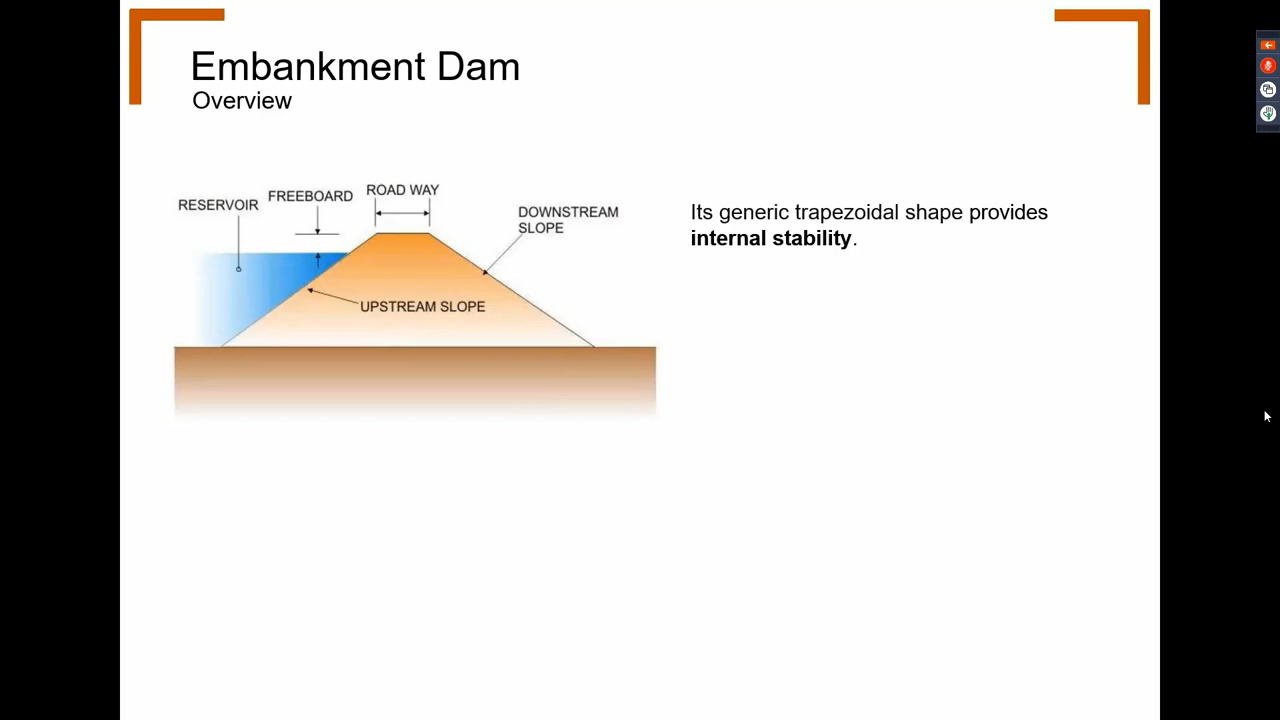 Embankment Dam
Overview
RESERVOIR
FREEBOARD
ROAD WAY
DOWNSTREAM
SLOPE
UPSTREAM SLOPE
Its generic trapezoidal shape provides
internal stability.